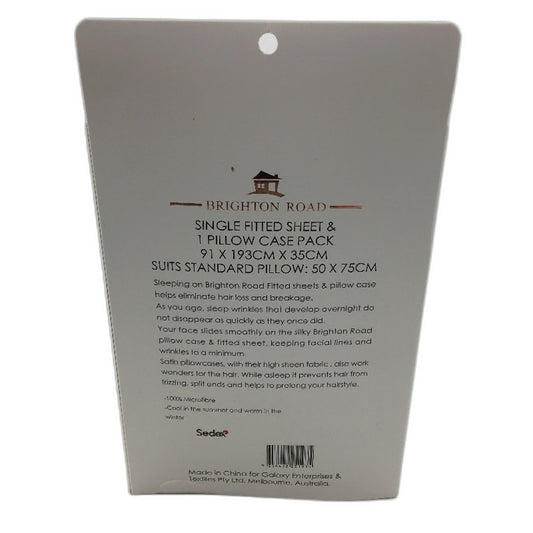 BRIGHTON ROAD
SINGLE FITTED SHEET &
1 PILLOW CASE PACK
91 X 193CM X 35CM
SUITS STANDARD PILLOW: 50 X 75CM
Sleeping on Brighton Road Fitted sheets & pillow case
helps eliminate hair loss and breakage.
As you age, sleep wrinkles that develop overnight do
not disappear as quickly as they once did.
Your face slides smoothly on the silky Brighton Road
pillow case & fitted sheet, keeping facial lines and
wrinkles to a minimum
Satin pillowcases, with their high sheen fabric , also work
wonders for the hair. While asleep it prevents hair from
frizzing, split ends and helps to prolong your hairstyle.
-100% Microfibre
-Cool in the summer and warm in the
winter
Sedex
Made in China for Galaxy Enterprises &
Textiles Pty Ltd, Melbourne, Australia.